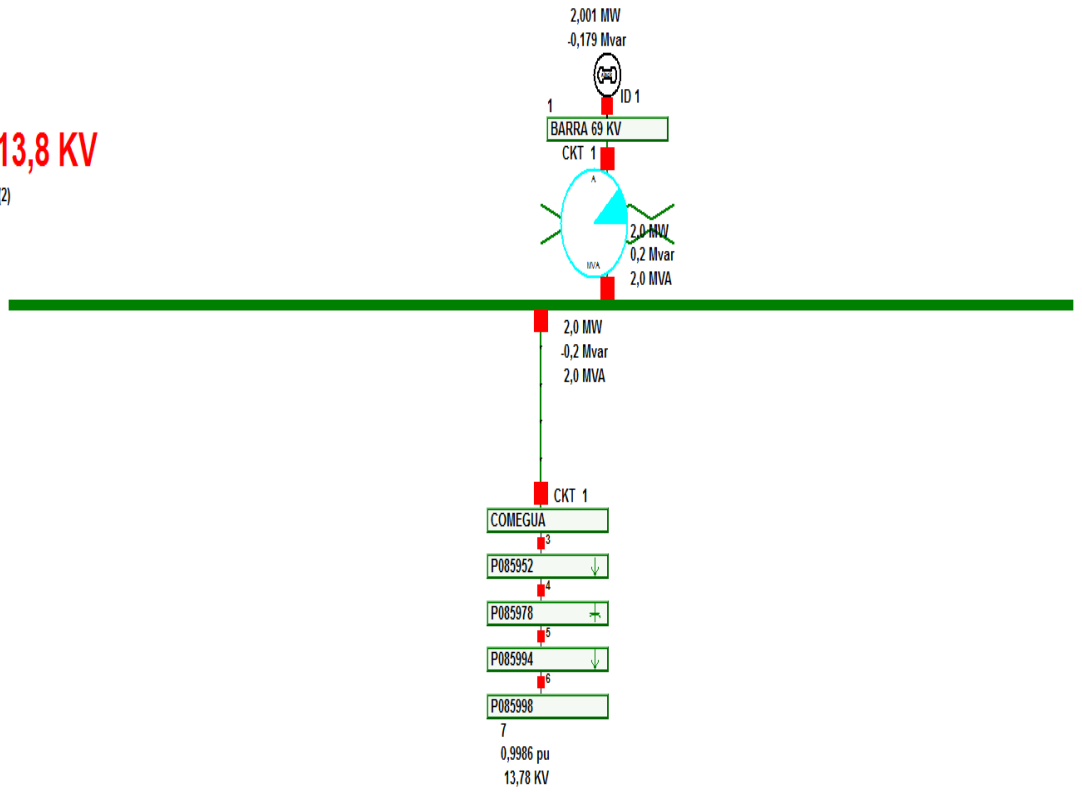 2,001 MW
-0,179 Mvar
ID 1
1
BARRA 69 KV
13,8 KV
CKT 1
2)
A
MVA
2,0 MW
0,2 Mvar
2,0 MVA
2,0 MW
-0,2 Mvar
2,0 MVA
CKT 1
COMEGUA
3
P085952
4
P085978
5
P085994
6
P085998
7
0,9986 pu
13,78 KV